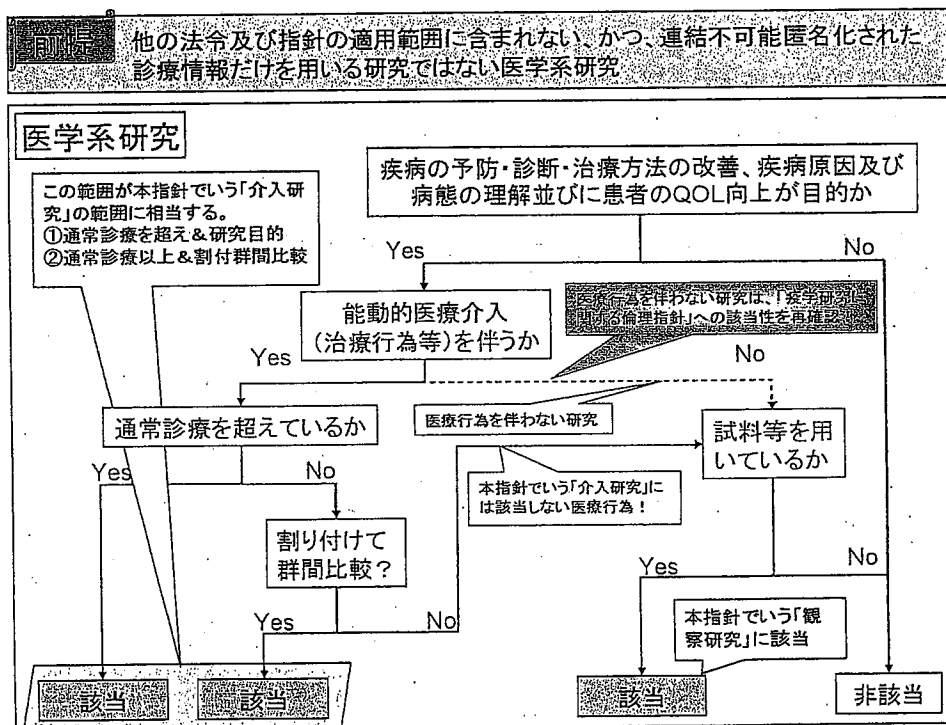 前提
他の法令及び指針の適用範囲に含まれない、かつ、連結不可能匿名化された
診療情報だけを用いる研究ではない医学系研究
医学系研究
この範囲が本指針でいう「介入研
究」の範囲に相当する。
①通常診療を超え&研究目的
②通常診療以上&割付群間比較
疾病の予防・診断・治療方法の改善、疾病原因及び
病態の理解並びに患者のQOL向上が目的か
Yes
No
能動的医療介入
(治療行為等)を伴うか
医療行為を伴わない研究は、「疫学研究に
関する倫理指針」への該当性を再確認!
Yes
No
通常診療を超えているか
医療行為を伴わない研究
試料等を用
いているか
Yes
No
本指針でいう「介入研究」に
は該当しない医療行為!
割り付けて
群間比較?
Yes
No
Yes
No
本指針でいう「観
察研究」に該当
該当
該当
該当
非該当